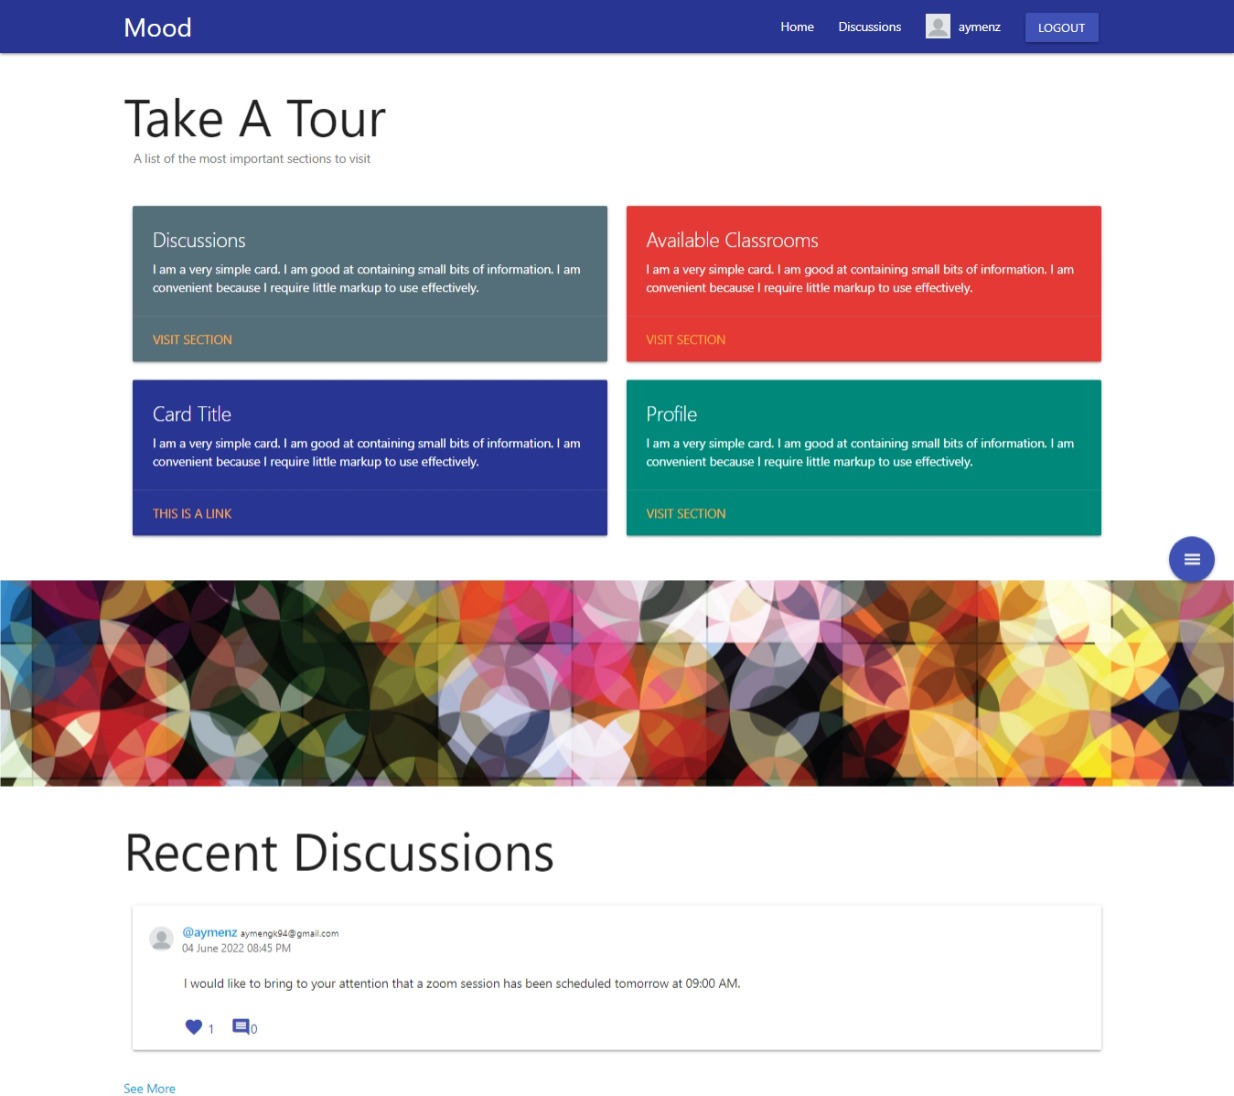 Mood
Home
Discussions
aymenz
LOGOUT
Take A Tour
A list of the most important sections to visit
Discussions
I am a very simple card. I am good at containing small bits of information. I am
convenient because I require little markup to use effectively.
VISIT SECTION
Available Classrooms
I am a very simple card. I am good at containing small bits of information. I am
convenient because I require little markup to use effectively.
VISIT SECTION
Card Title
I am a very simple card. I am good at containing small bits of information. I am
convenient because I require little markup to use effectively.
THIS IS A LINK
Profile
I am a very simple card. I am good at containing small bits of information. I am
convenient because I require little markup to use effectively.
VISIT SECTION
Recent Discussions
@aymenz aymengk94@gmail.com
04 June 2022 08:45 PM
I would like to bring to your attention that a zoom session has been scheduled tomorrow at 09:00 AM.
1 0
See More